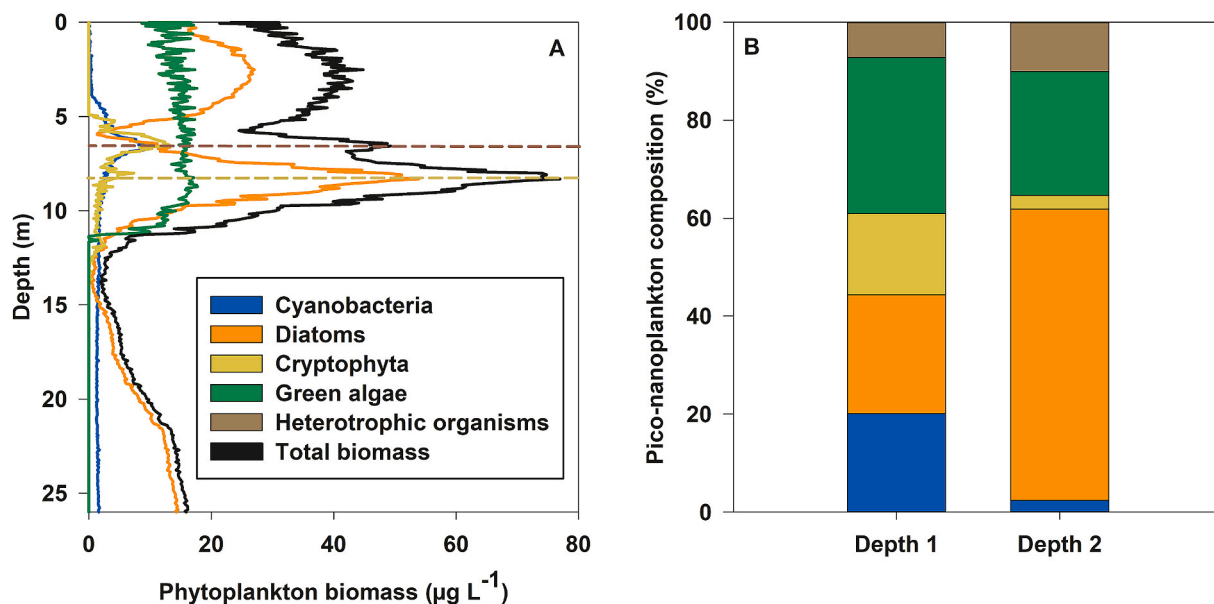 A
0
5
10
15
20
25
Depth (m)
Cyanobacteria
Diatoms
Cryptophyta
Green algae
Heterotrophic organisms
Total biomass
0 20 40 60 80
Phytoplankton biomass (µg L⁻¹)
B
100
80
60
40
20
0
Pico-nanoplankton composition (%)
Depth 1 Depth 2